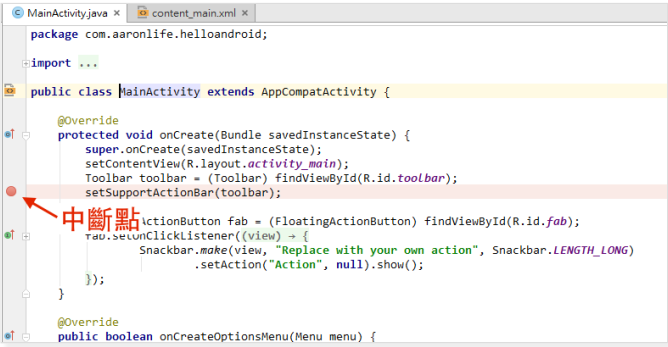 MainActivity.java × content_main.xml ×
package com.aaronlife.helloandroid;
import ...
public class MainActivity extends AppCompatActivity {
@Override
protected void onCreate(Bundle savedInstanceState) {
super.onCreate(savedInstanceState);
setContentView(R.layout.activity_main);
Toolbar toolbar = (Toolbar) findViewById(R.id.toolbar);
setSupportActionBar(toolbar);
中斷點
ActionButton fab = (FloatingActionButton) findViewById(R.id.fab);
fab.setOnClickListener((view) → {
Snackbar.make(view, "Replace with your own action", Snackbar.LENGTH_LONG)
.setAction("Action", null).show();
});
}
@Override
public boolean onCreateOptionsMenu(Menu menu) {